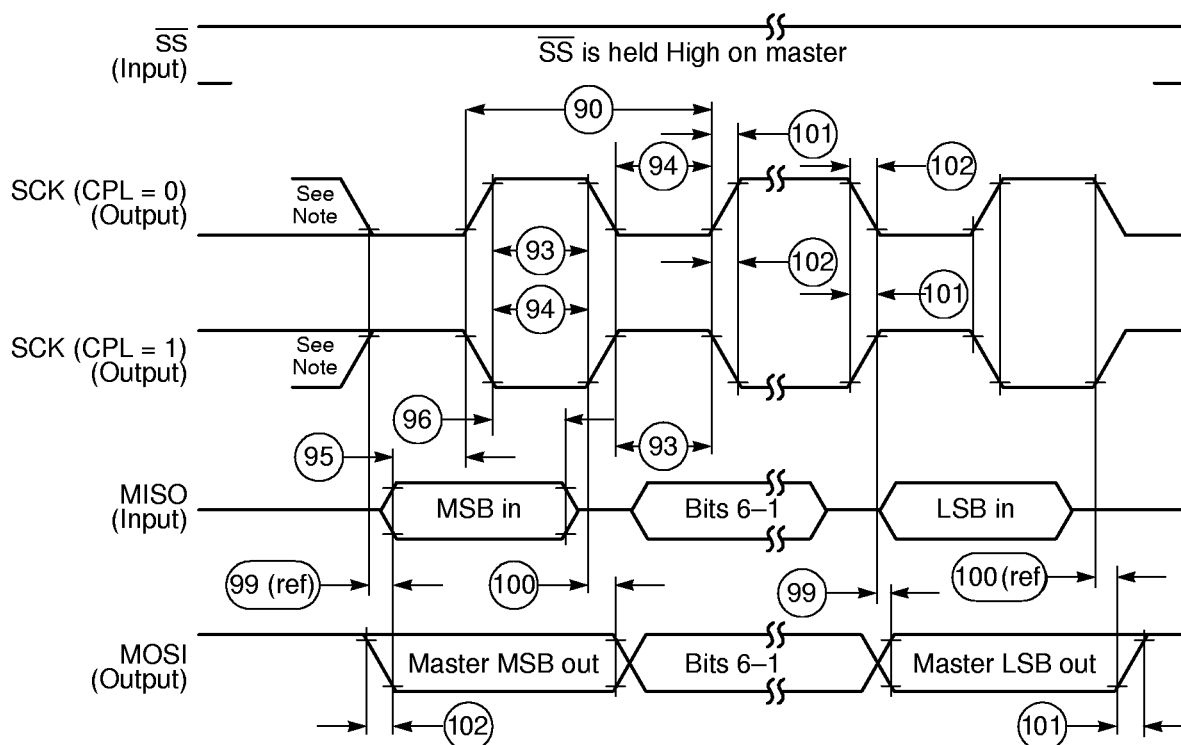 SS
(Input)
SS is held High on master
90
101
94
102
SCK (CPL = 0)
(Output)
See
Note
93
102
94
101
SCK (CPL = 1)
(Output)
See
Note
96
93
95
MISO
(Input)
MSB in
Bits 6–1
LSB in
99 (ref)
100
99
100 (ref
MOSI
(Output)
Master MSB out
Bits 6–1
Master LSB out
102
101